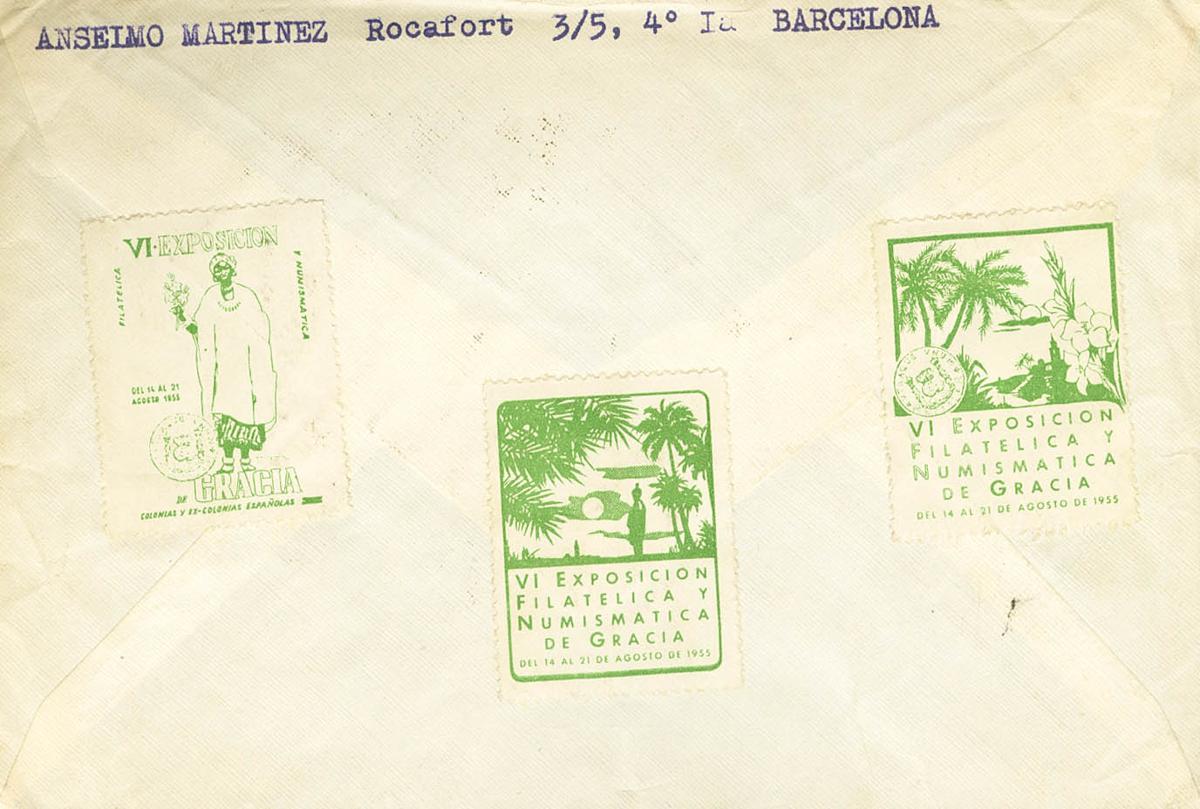 ANSELMO MARTINEZ Rocafort 3/5, 4º Ia BARCELONA
VI·EXPOSICION
FILATELICA
Y NUMISMATICA
DEL 14 AL 21
AGOSTO 1955
DE GRACIA
COLONIAS Y EX-COLONIAS ESPAÑOLAS
VI EXPOSICION
FILATELICA Y
NUMISMATICA
DE GRACIA
DEL 14 AL 21 DE AGOSTO DE 1955
VI EXPOSICION
FILATELICA Y
NUMISMATICA
DE GRACIA
DEL 14 AL 21 DE AGOSTO DE 1955